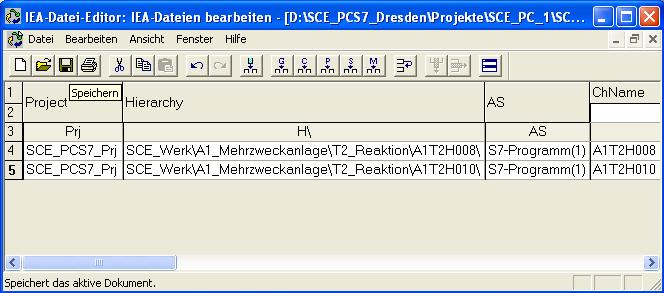 IEA-Datei-Editor: IEA-Dateien bearbeiten - [D:\SCE_PCS7_Dresden\Projekte\SCE_PC_1\SC...
Datei Bearbeiten Ansicht Fenster Hilfe
U G C P S M
Speichern
1 Project Hierarchy AS ChName
2
3 Prj H\ AS
4 SCE_PCS7_Prj SCE_Werk\A1_Mehrzweckanlage\T2_Reaktion\A1T2H008\ S7-Programm(1) A1T2H008
5 SCE_PCS7_Prj SCE_Werk\A1_Mehrzweckanlage\T2_Reaktion\A1T2H010\ S7-Programm(1) A1T2H010
Speichert das aktive Dokument.